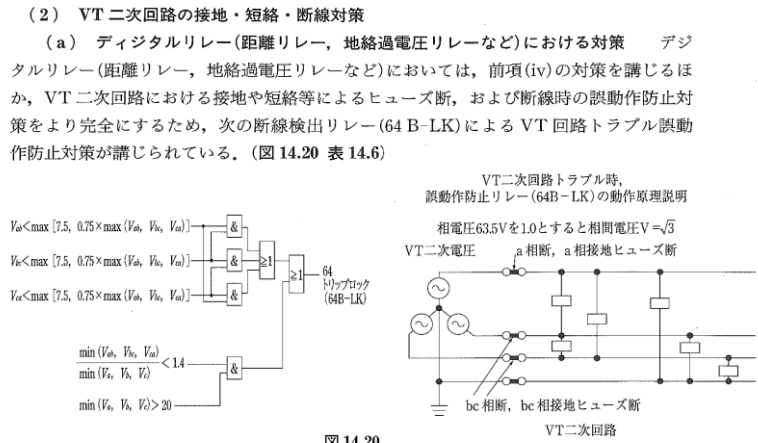 （2） VT 二次回路の接地・短絡・断線対策
（a） ディジタルリレー(距離リレー，地絡過電圧リレーなど)における対策　デジ
タルリレー(距離リレー，地絡過電圧リレーなど)においては，前項(iv)の対策を講じるほ
か，VT 二次回路における接地や短絡等によるヒューズ断，および断線時の誤動作防止対
策をより完全にするため，次の断線検出リレー(64 B-LK)による VT 回路トラブル誤動
作防止対策が講じられている．(図 14.20 表 14.6)
VT二次回路トラブル時，
誤動作防止リレー(64B-LK)の動作原理説明
相電圧63.5Vを1.0とすると相間電圧V=√3
VT二次電圧　a相断，a相接地ヒューズ断
Vab<max [7.5, 0.75×max (Vab, Vbc, Vca)]
&
Vbc<max [7.5, 0.75×max (Vab, Vbc, Vca)]
&
≧1
≧1
64
トリップブロック
(64B-LK)
Vca<max [7.5, 0.75×max (Vab, Vbc, Vca)]
&
min (Vab, Vbc, Vca)
min (Va, Vb, Vc)
<1.4
&
min (Va, Vb, Vc)>20
bc相断，bc相接地ヒューズ断
VT二次回路
図 14.20